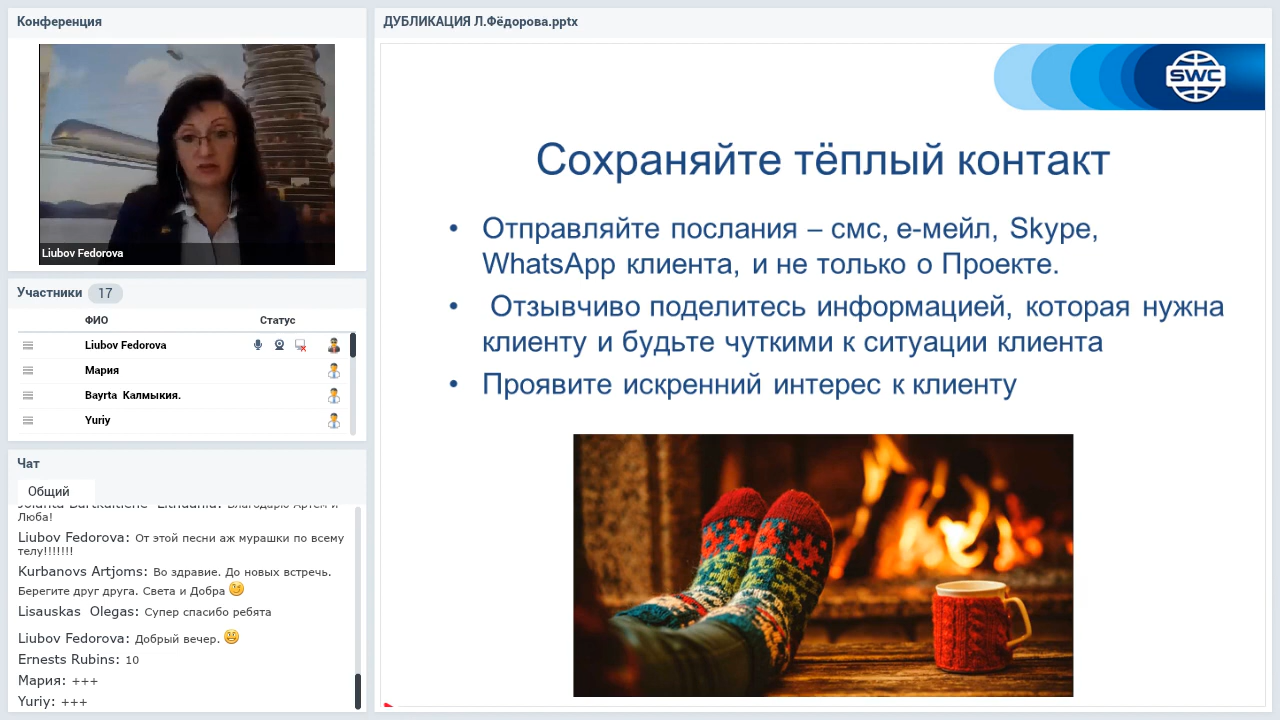 Конференция
Liubov Fedorova
Участники 17
ФИО Статус
Liubov Fedorova
Мария
Bayrta Калмыкия.
Yuriy
Чат
Общий
Jolanta Bartkaitiene Lithuania: Благодарю Артём и
Люба!
Liubov Fedorova: От этой песни аж мурашки по всему
телу!!!!!!!
Kurbanovs Artjoms: Во здравие. До новых встречь.
Берегите друг друга. Света и Добра
Lisauskas Olegas: Супер спасибо ребята
Liubov Fedorova: Добрый вечер.
Ernests Rubins: 10
Мария: +++
Yuriy: +++
ДУБЛИКАЦИЯ Л.Фёдорова.pptx
SWC
Сохраняйте тёплый контакт
• Отправляйте послания – смс, е-мейл, Skype,
WhatsApp клиента, и не только о Проекте.
• Отзывчиво поделитесь информацией, которая нужна
клиенту и будьте чуткими к ситуации клиента
• Проявите искренний интерес к клиенту